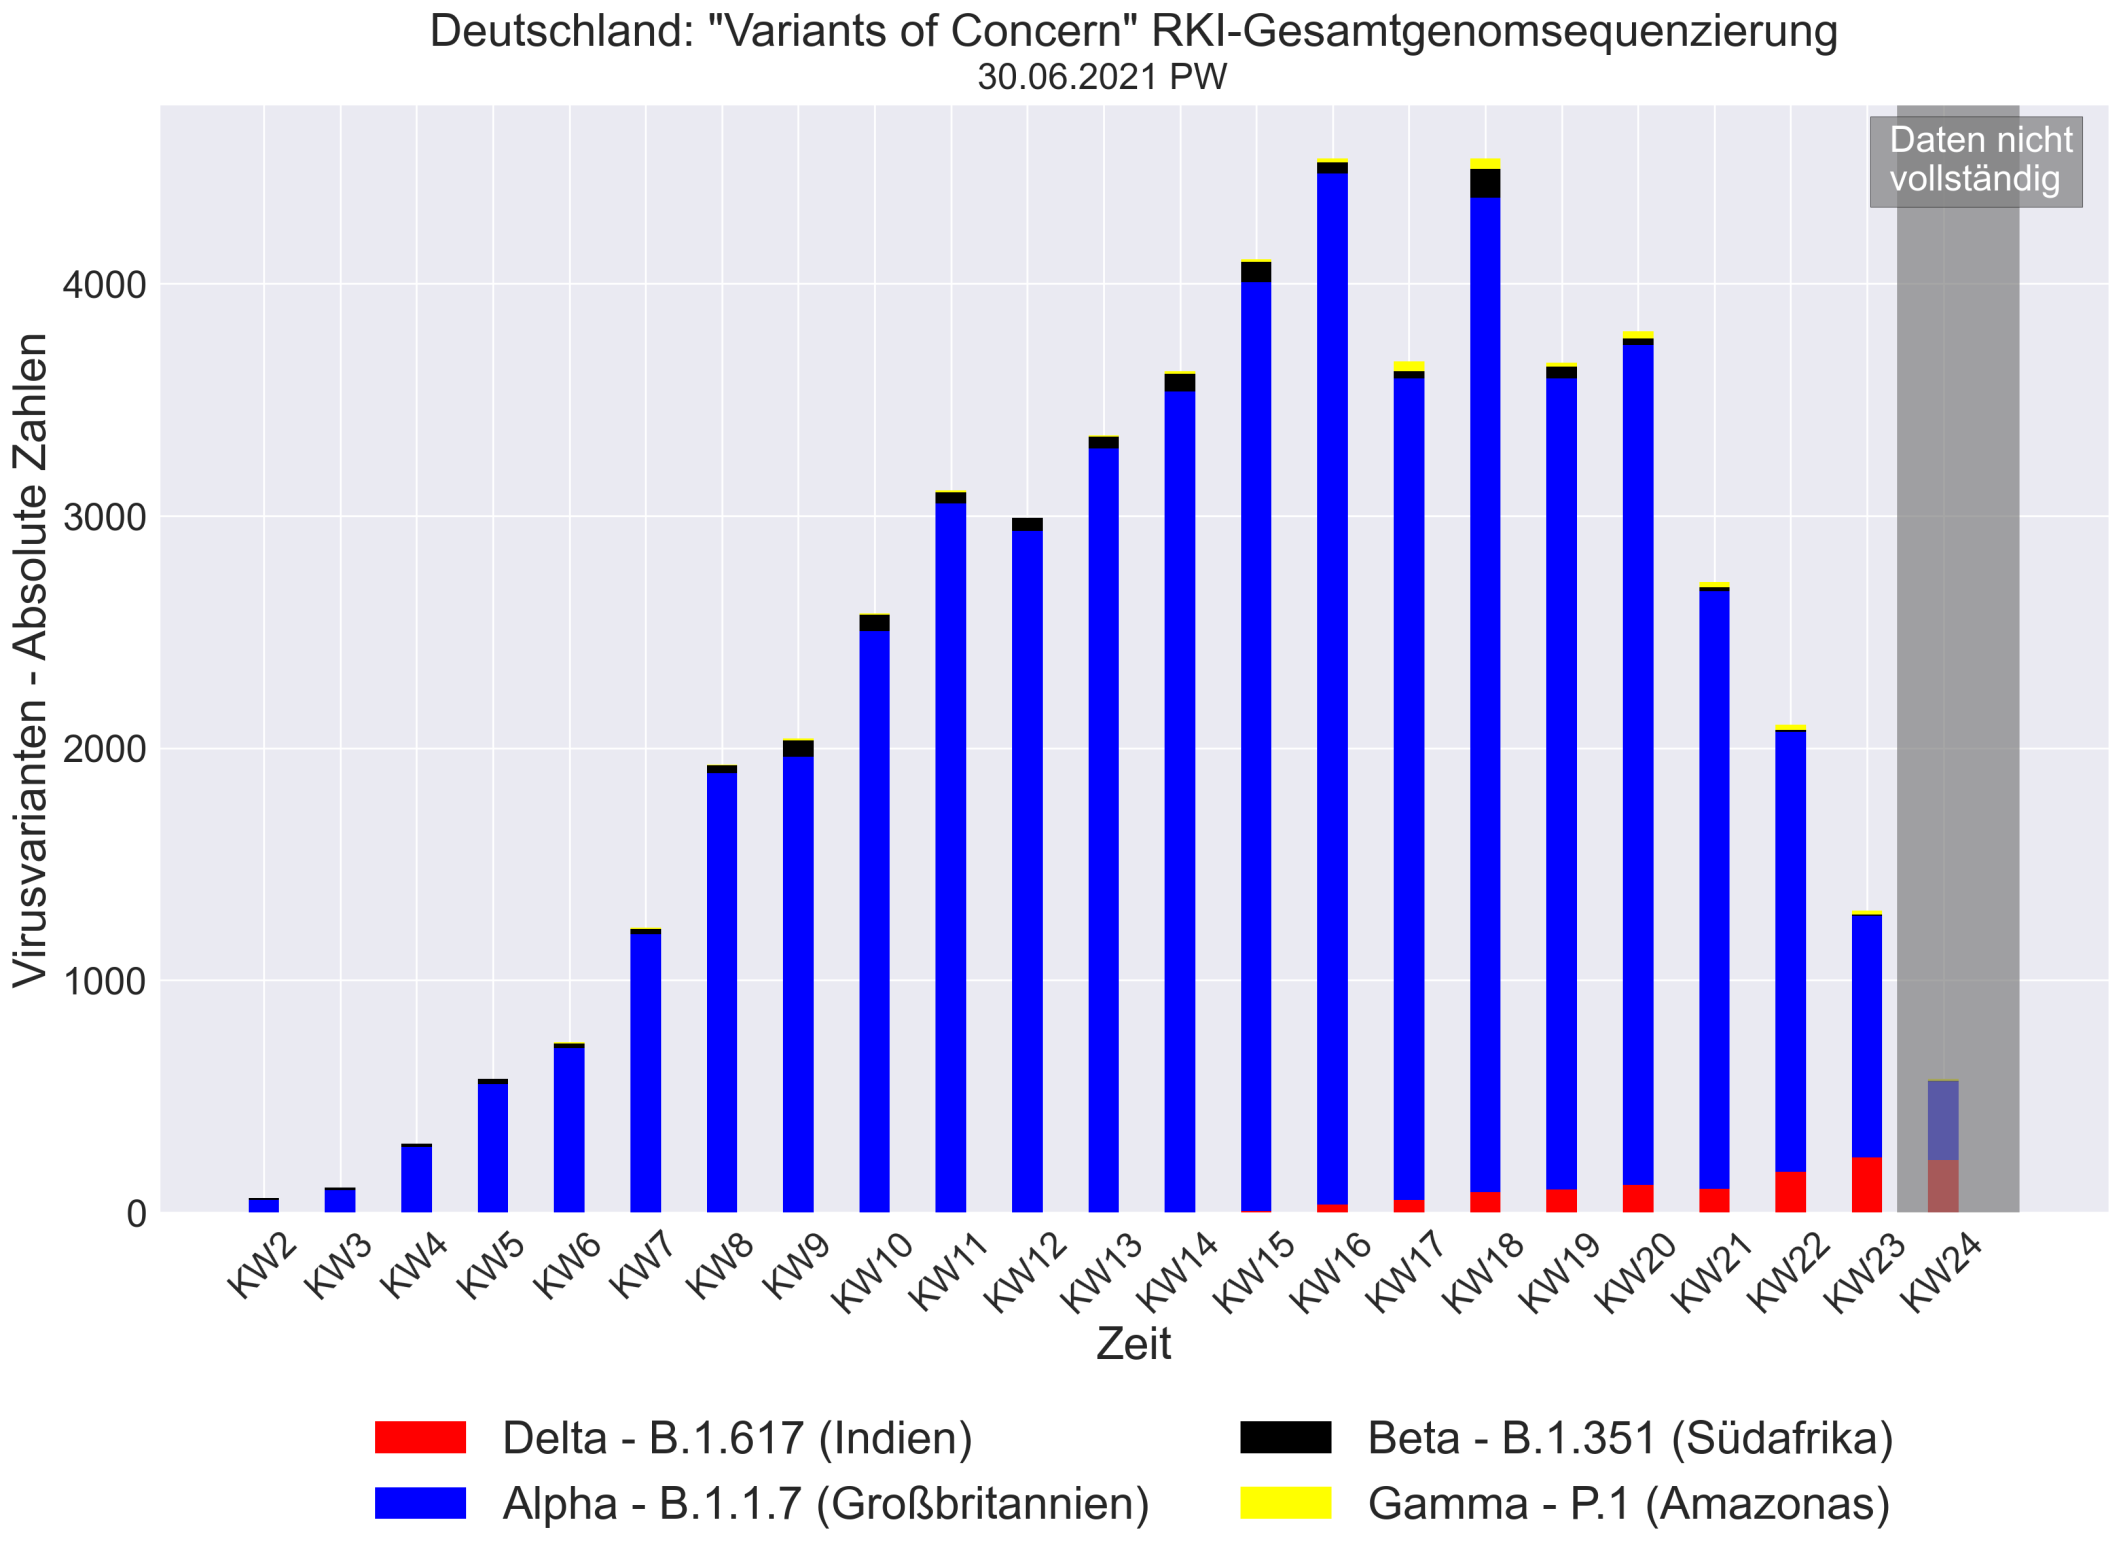 Deutschland: "Variants of Concern" RKI-Gesamtgenomsequenzierung
30.06.2021 PW
Daten nicht
vollständig
Virusvarianten - Absolute Zahlen
4000
3000
2000
1000
0
KW2
KW3
KW4
KW5
KW6
KW7
KW8
KW9
KW10
KW11
KW12
KW13
KW14
KW15
KW16
KW17
KW18
KW19
KW20
KW21
KW22
KW23
KW24
Zeit
Delta - B.1.617 (Indien)
Alpha - B.1.1.7 (Großbritannien)
Beta - B.1.351 (Südafrika)
Gamma - P.1 (Amazonas)